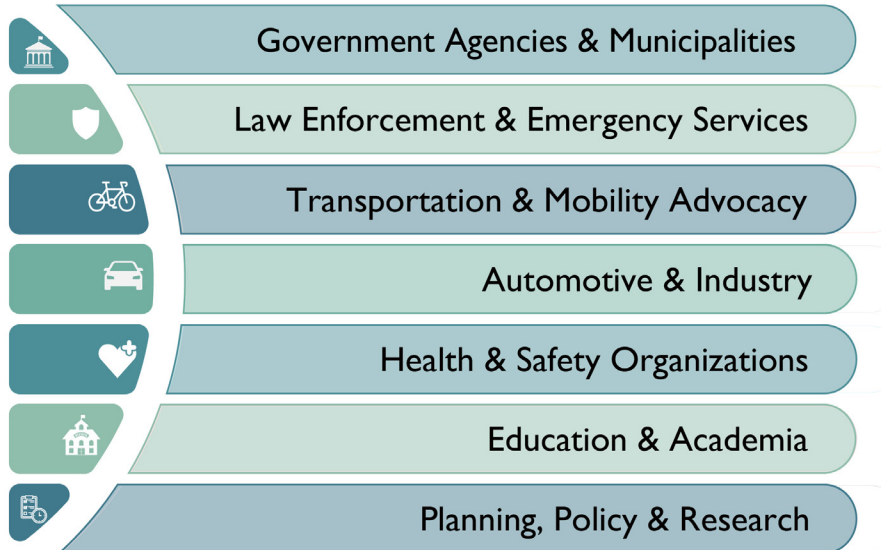 Government Agencies & Municipalities
Law Enforcement & Emergency Services
Transportation & Mobility Advocacy
Automotive & Industry
Health & Safety Organizations
Education & Academia
Planning, Policy & Research